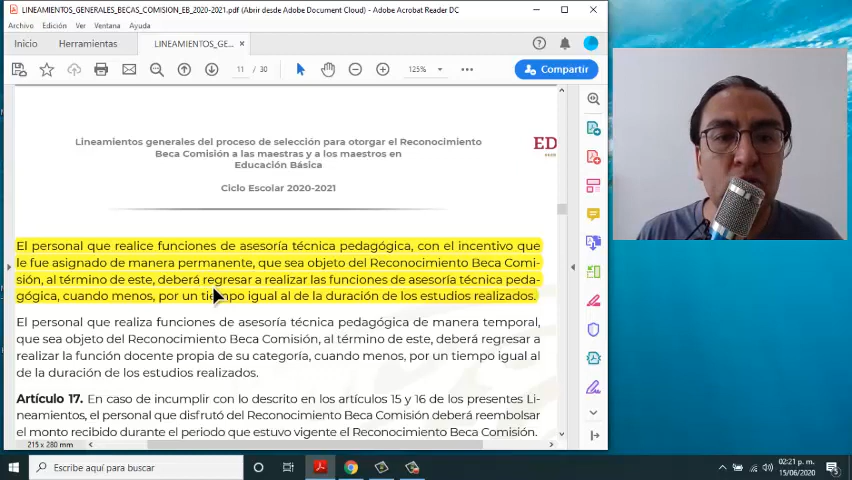 LINEAMIENTOS_GENERALES_BECAS_COMISION_EB_2020-2021.pdf (Abrir desde Adobe Document Cloud) - Adobe Acrobat Reader DC
Archivo Edición Ver Ventana Ayuda
Inicio Herramientas LINEAMIENTOS_GE... ×
11 / 30 125% Compartir
Lineamientos generales del proceso de selección para otorgar el Reconocimiento
Beca Comisión a las maestras y a los maestros en
Educación Básica
Ciclo Escolar 2020-2021
ED
El personal que realice funciones de asesoría técnica pedagógica, con el incentivo que
le fue asignado de manera permanente, que sea objeto del Reconocimiento Beca Comi-
sión, al término de este, deberá regresar a realizar las funciones de asesoría técnica peda-
gógica, cuando menos, por un tiempo igual al de la duración de los estudios realizados.
El personal que realiza funciones de asesoría técnica pedagógica de manera temporal,
que sea objeto del Reconocimiento Beca Comisión, al término de este, deberá regresar a
realizar la función docente propia de su categoría, cuando menos, por un tiempo igual al
de la duración de los estudios realizados.
Artículo 17. En caso de incumplir con lo descrito en los artículos 15 y 16 de los presentes Li-
neamientos, el personal que disfrutó del Reconocimiento Beca Comisión deberá reembolsar
el monto recibido durante el periodo que estuvo vigente el Reconocimiento Beca Comisión.
215 x 280 mm
Escribe aquí para buscar
02:21 p. m.
15/06/2020